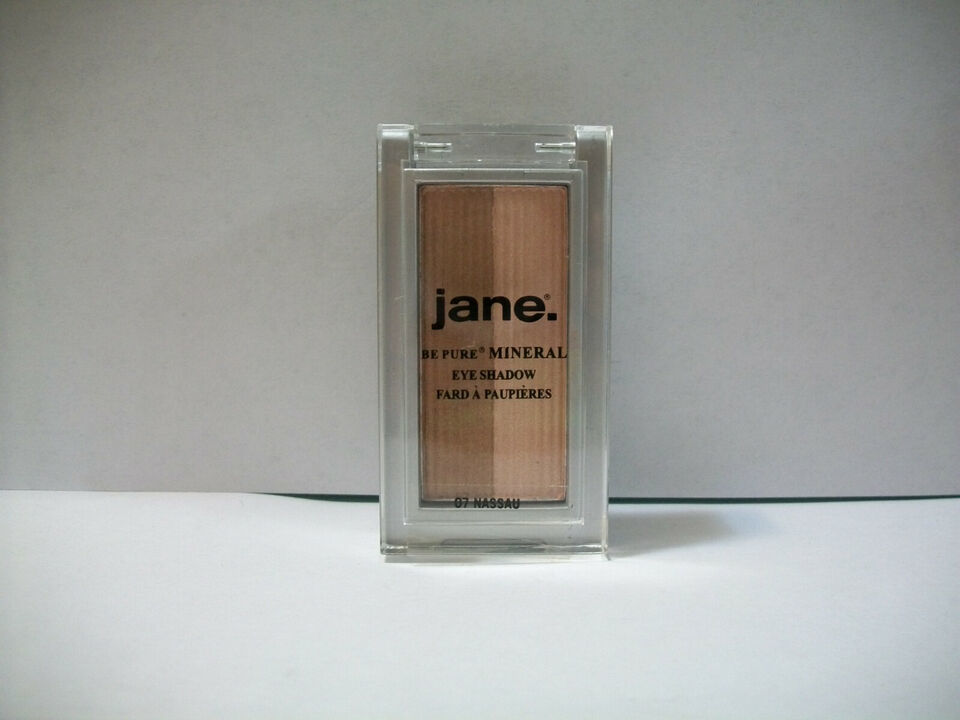 jane.®
BE PURE® MINERAL
EYE SHADOW
FARD À PAUPIÈRES
07 NASSAU